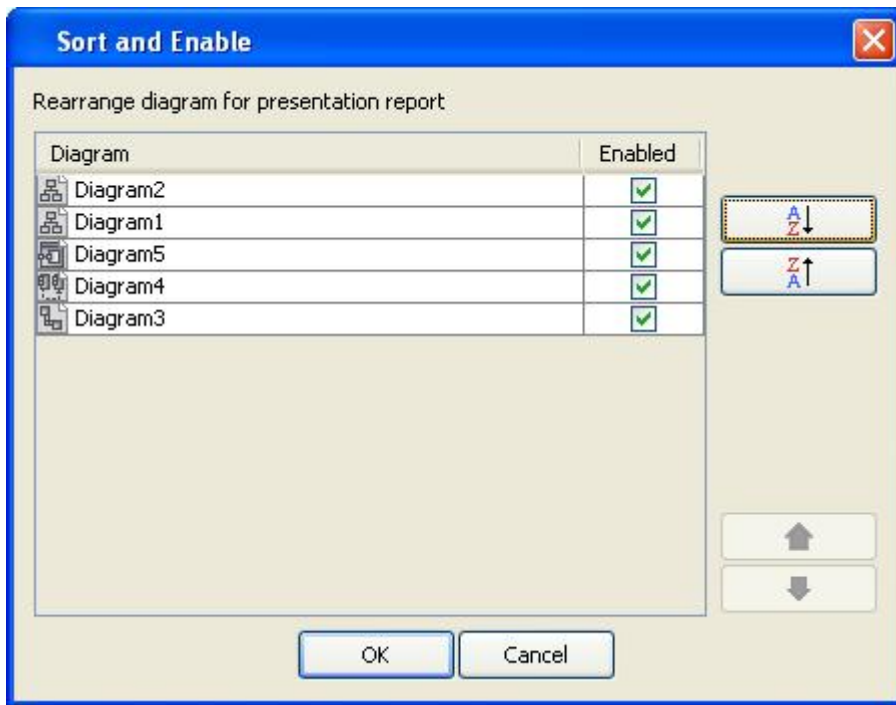 Sort and Enable
Rearrange diagram for presentation report
Diagram Enabled
Diagram2
Diagram1
Diagram5
Diagram4
Diagram3
A
Z
Z
A
OK Cancel